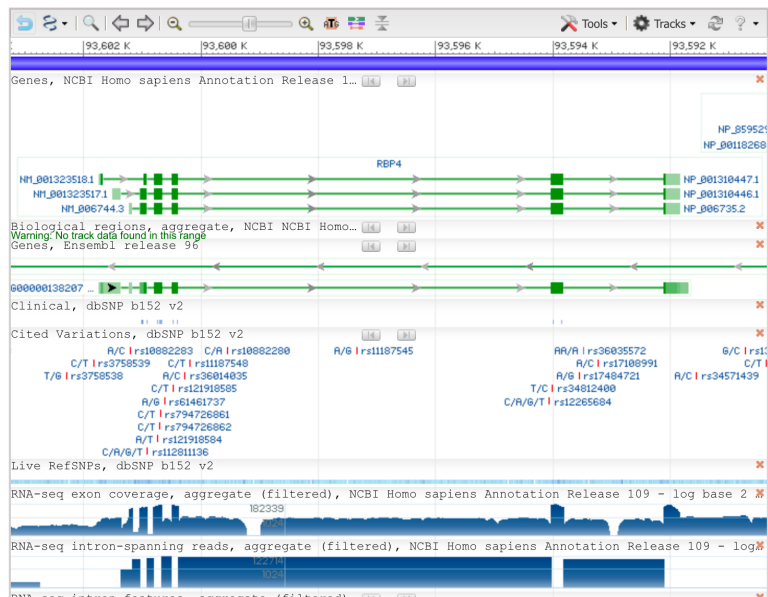 Tools
Tracks
?
93,602 K
93,600 K
93,598 K
93,596 K
93,594 K
93,592 K
Genes, NCBI Homo sapiens Annotation Release 1…
NP_859529
NP_00118268
RBP4
NM_001323518.1
NP_001310447.1
NM_001323517.1
NP_001310446.1
NM_006744.3
NP_006735.2
Biological regions, aggregate, NCBI NCBI Homo…
Warning: No track data found in this range
Genes, Ensembl release 96
G00000138207 ...
Clinical, dbSNP b152 v2
Cited Variations, dbSNP b152 v2
A/C rs10882283 C/A rs10882280 A/G rs11187545 AA/A rs36035572 G/C rs1
C/T rs3758539 C/T rs11187548 A/C rs17108991 C/T
T/G rs3758538 A/C rs36014035 A/G rs17484721 A/C rs34571439
C/T rs121918585 T/C rs34812400
A/G rs61461737 C/A/G/T rs12265684
C/T rs794726861
C/T rs794726862
A/T rs121918584
C/A/G/T rs112811136
Live RefSNPs, dbSNP b152 v2
RNA-seq exon coverage, aggregate (filtered), NCBI Homo sapiens Annotation Release 109 - log base 2 …
182339
1024
RNA-seq intron-spanning reads, aggregate (filtered), NCBI Homo sapiens Annotation Release 109 - log…
122714
1024